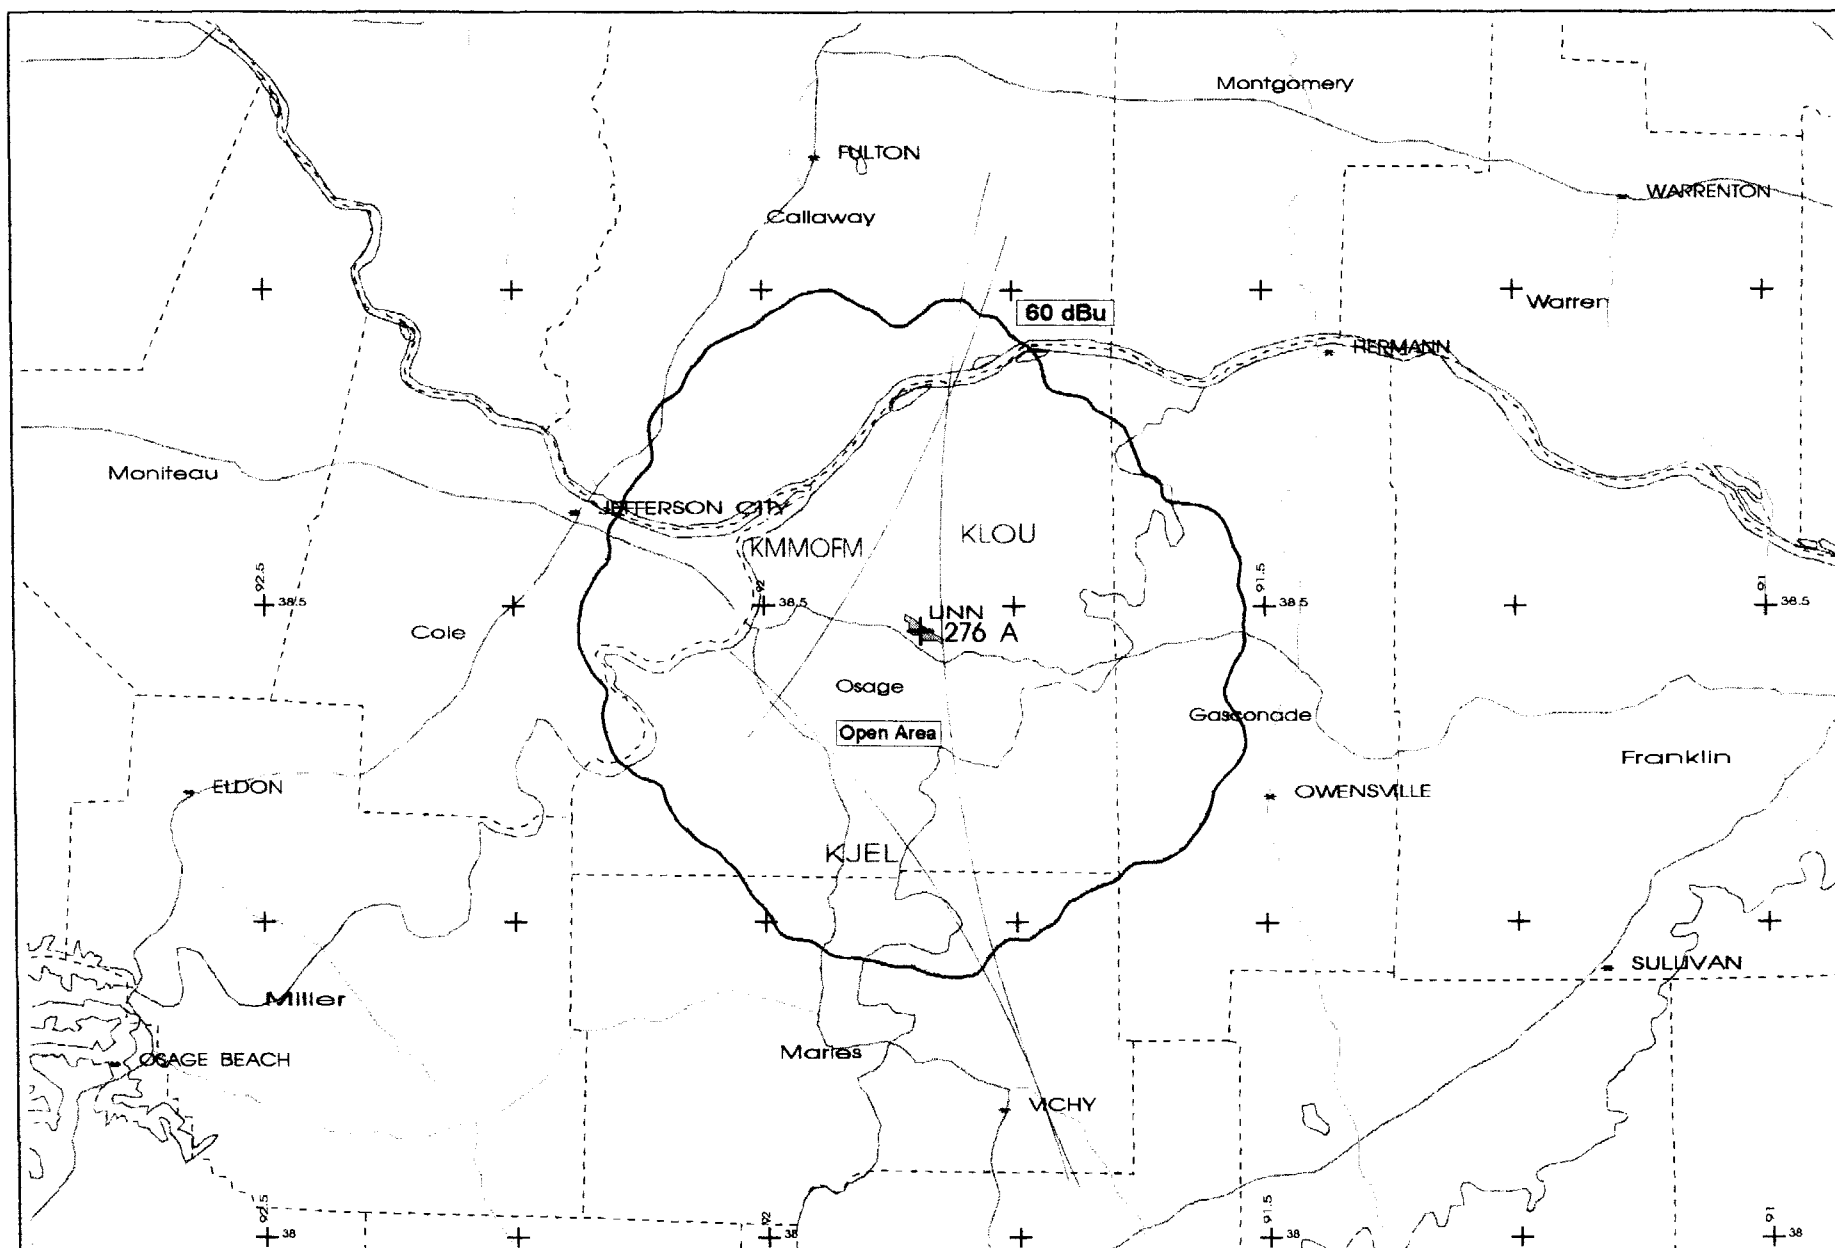 Montgomery
FULTON
WARRENTON
Callaway
60 dBu
Warren
HERMANN
Moniteau
JEFFERSON CITY
KMMOFM
KLOU
92.5
38.5
92
38.5
91.5
38.5
91
38.5
LINN
276 A
Cole
Osage
Gasconade
Open Area
Franklin
ELDON
OWENSVILLE
KJEL
SULLIVAN
Miller
Maries
OSAGE BEACH
VICHY
92.5
38
92
38
91.5
38
91
38